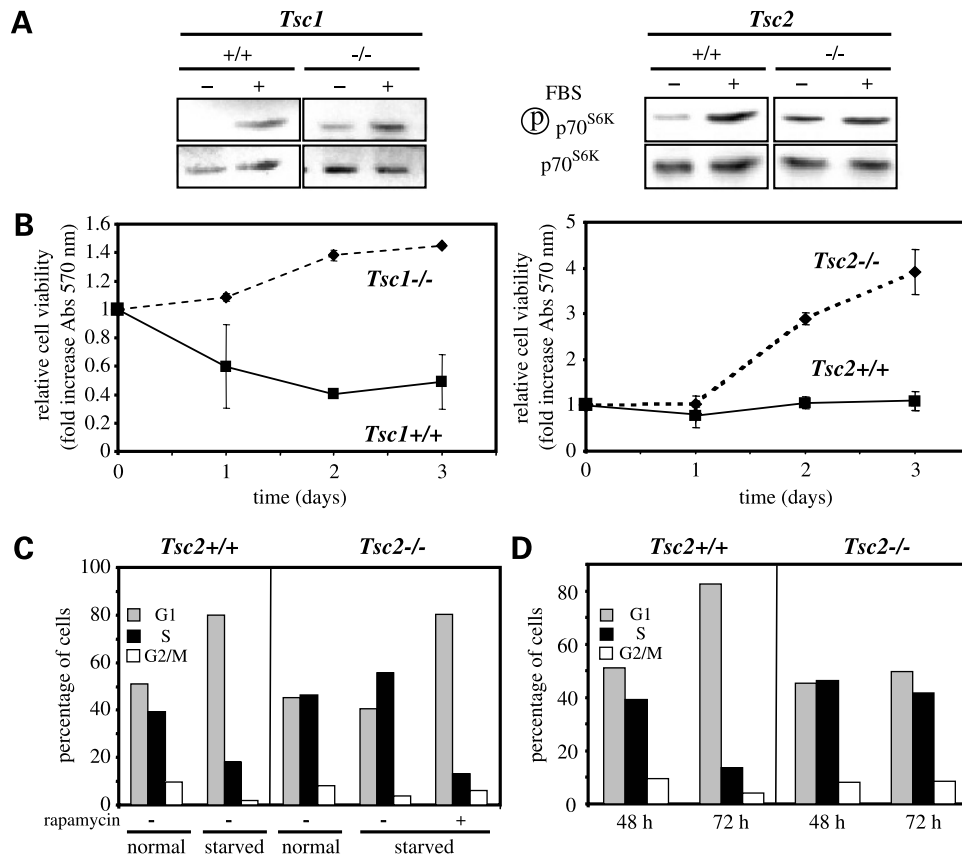 A
Tsc1
+/+ -/-
– + – +
Tsc2
+/+ -/-
– + – +
FBS
P p70S6K
p70S6K
B
relative cell viability
(fold increase Abs 570 nm)
1.6
1.4
1.2
1
0.8
0.6
0.4
0.2
0
0 1 2 3
time (days)
Tsc1-/-
Tsc1+/+
relative cell viability
(fold increase Abs 570 nm)
5
4
3
2
1
0
0 1 2 3
time (days)
Tsc2-/-
Tsc2+/+
C
Tsc2+/+ Tsc2-/-
percentage of cells
100
80
60
40
20
0
G1
S
G2/M
rapamycin - - - - +
normal starved normal starved
D
Tsc2+/+ Tsc2-/-
percentage of cells
80
60
40
20
0
G1
S
G2/M
48 h 72 h 48 h 72 h